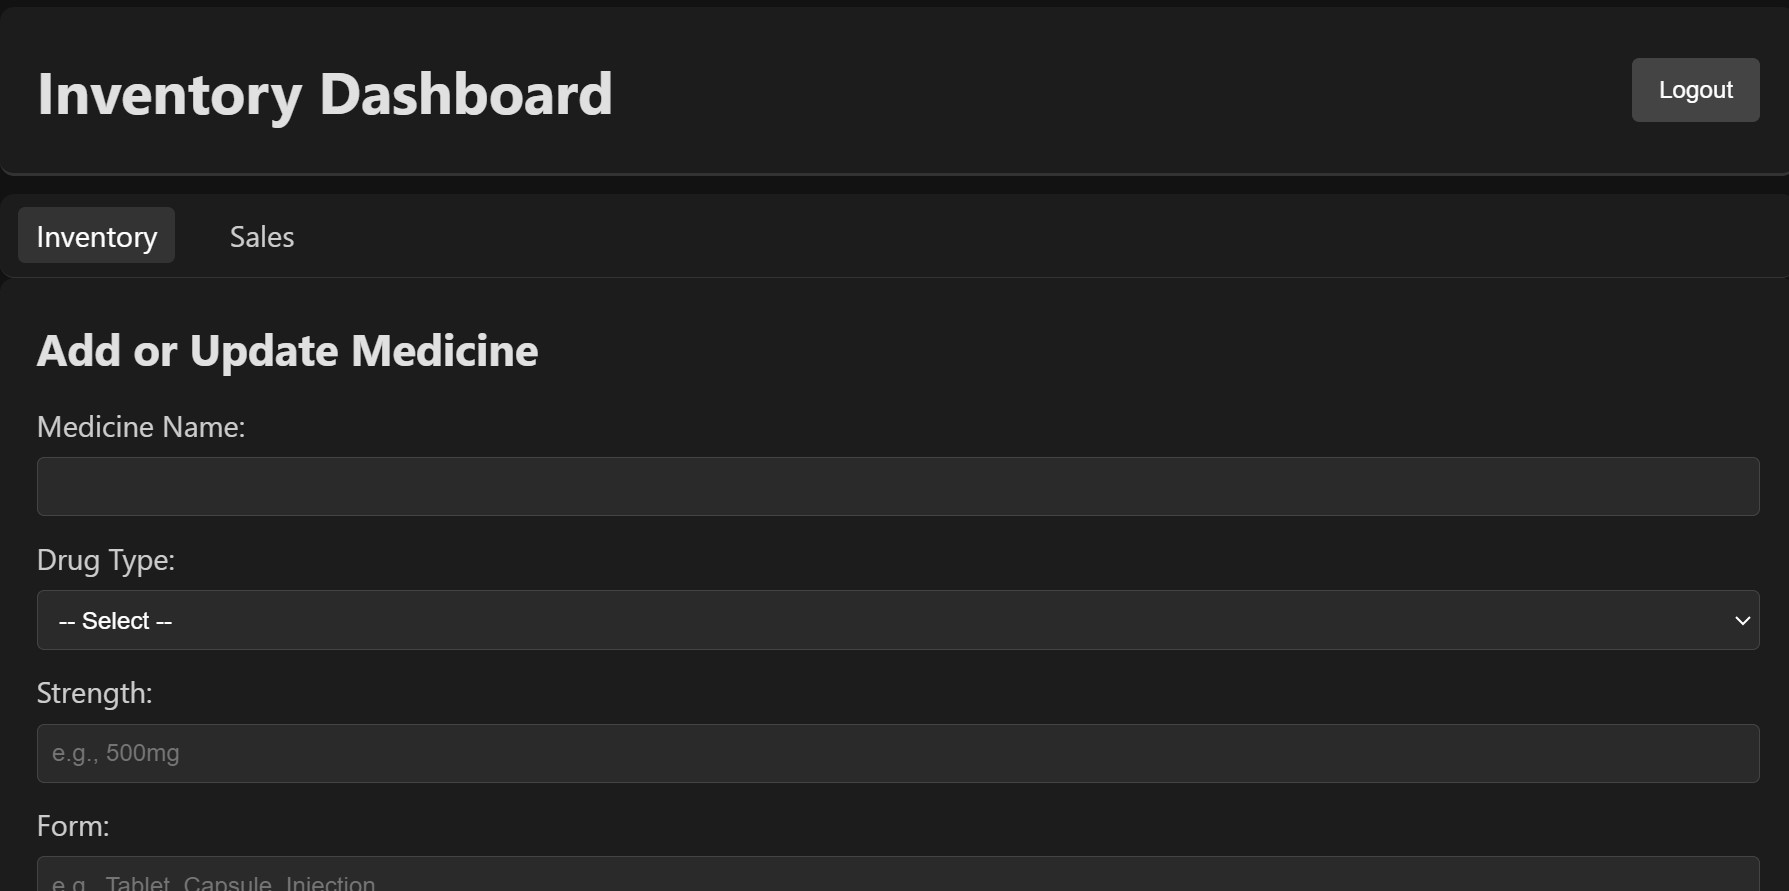 Inventory Dashboard
Logout
Inventory
Sales
Add or Update Medicine
Medicine Name:
Drug Type:
-- Select --
Strength:
e.g., 500mg
Form:
e.g., Tablet, Capsule, Injection